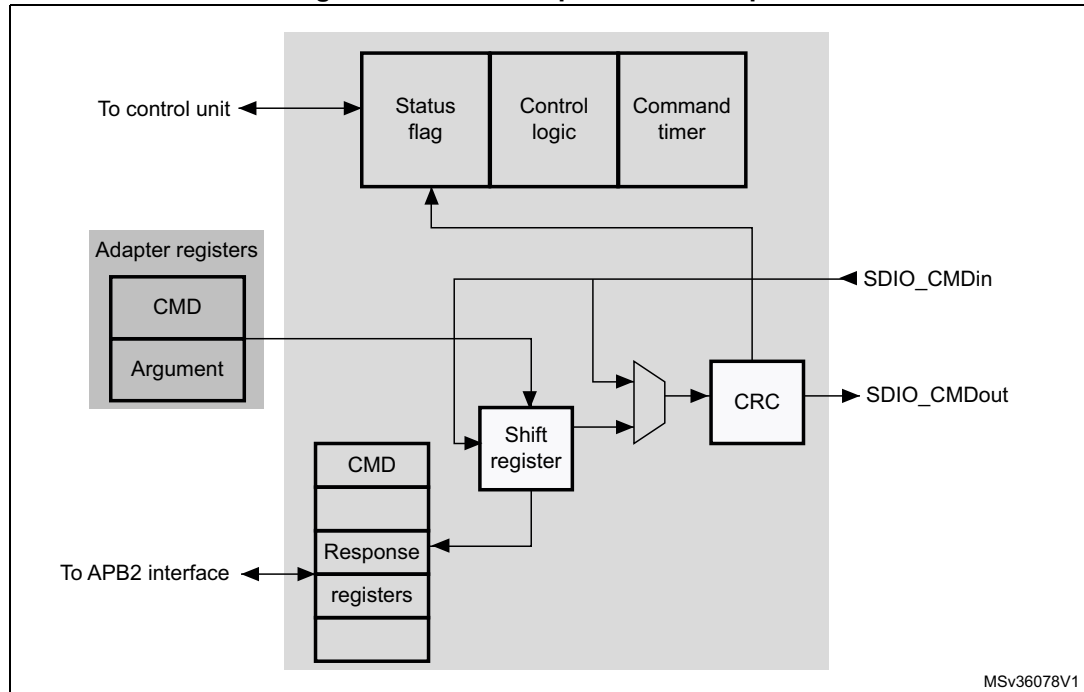 To control unit
Status
flag
Control
logic
Command
timer
Adapter registers
CMD
Argument
SDIO_CMDin
SDIO_CMDout
CRC
Shift
register
CMD
Response
registers
To APB2 interface
MSv36078V1